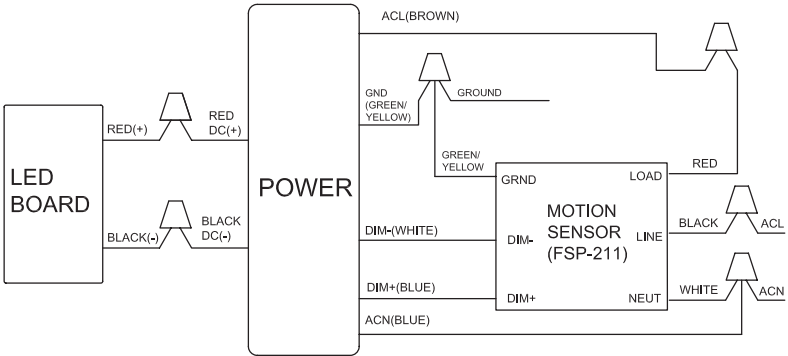 ACL(BROWN)
GND
(GREEN/
YELLOW)
GROUND
RED(+)
RED
DC(+)
GREEN/
YELLOW
GRND
LOAD
RED
LED
BOARD
POWER
MOTION
SENSOR
(FSP-211)
BLACK(-)
BLACK
DC(-)
DIM-(WHITE)
DIM-
LINE
BLACK
ACL
DIM+(BLUE)
DIM+
NEUT
WHITE
ACN
ACN(BLUE)